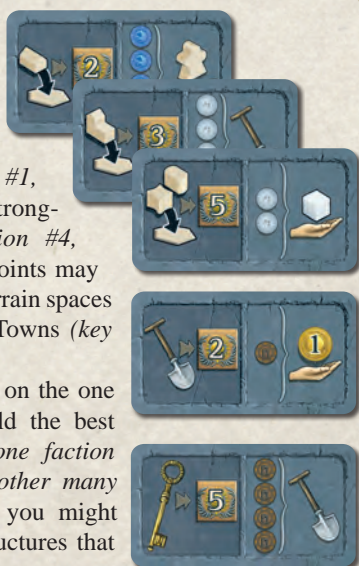 2
3
#1,
5
trong-
ion #4,
oints may
rrain spaces
Towns (key
on the one
2
1
ld the best
one faction
other many
5
you might
uctures that